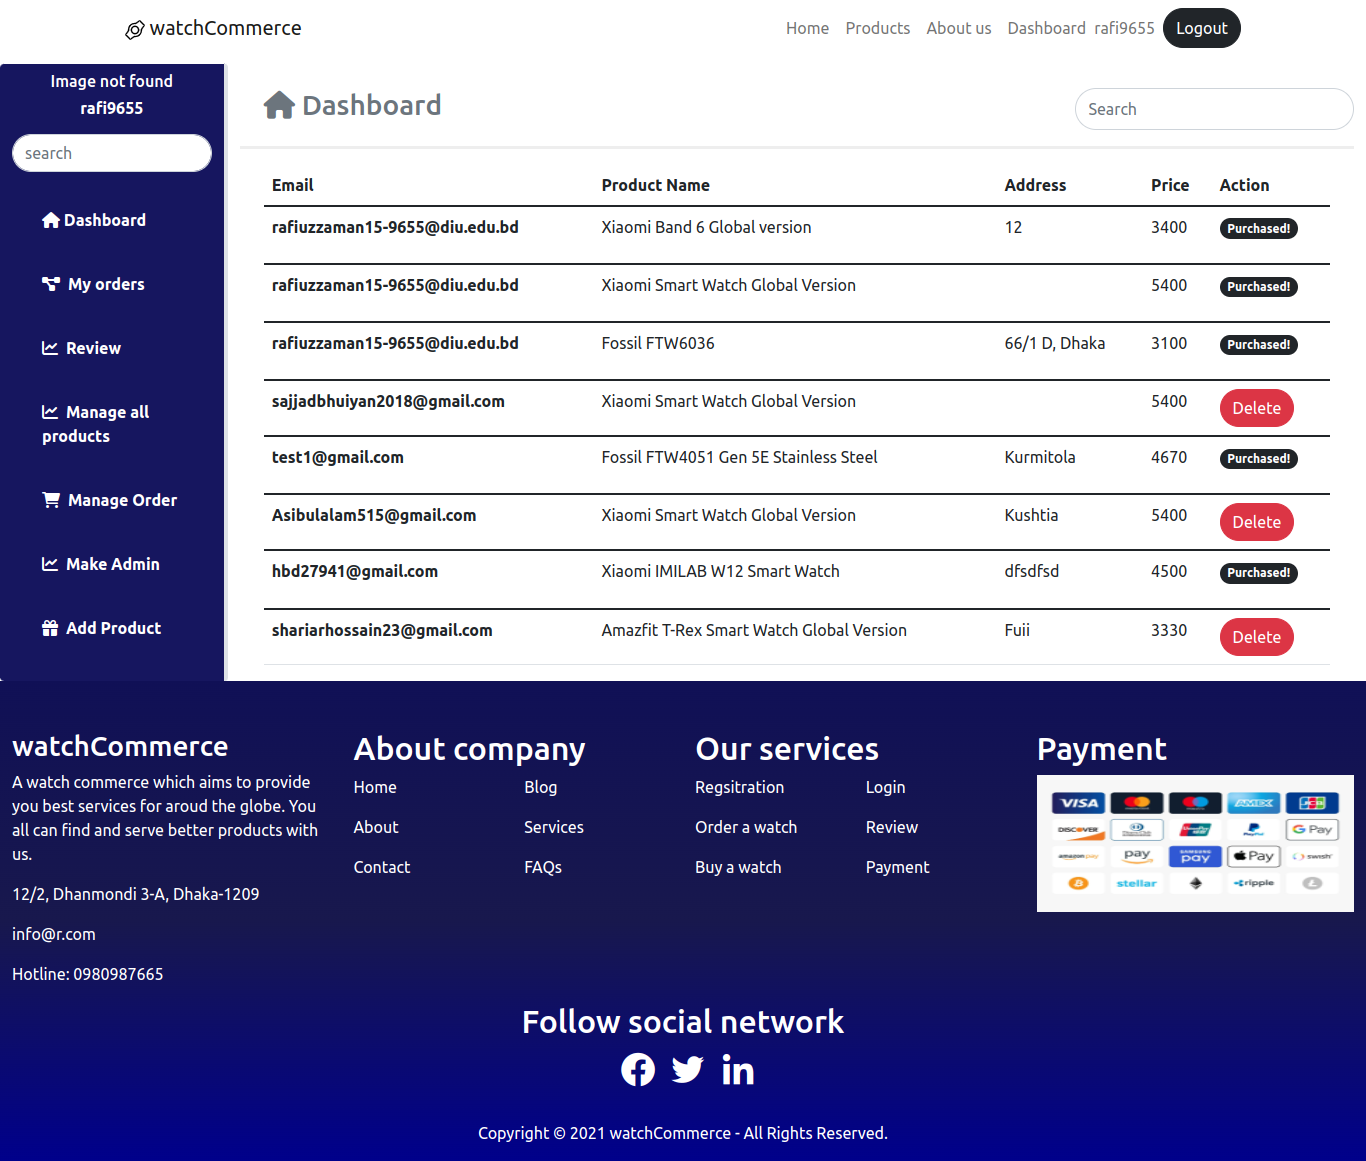 watchCommerce
Home Products About us Dashboard rafi9655 Logout
Image not found
rafi9655
search
Dashboard
My orders
Review
Manage all
products
Manage Order
Make Admin
Add Product
Dashboard
Search
Email Product Name Address Price Action
rafiuzzaman15-9655@diu.edu.bd Xiaomi Band 6 Global version 12 3400 Purchased!
rafiuzzaman15-9655@diu.edu.bd Xiaomi Smart Watch Global Version 5400 Purchased!
rafiuzzaman15-9655@diu.edu.bd Fossil FTW6036 66/1 D, Dhaka 3100 Purchased!
sajjadbhuiyan2018@gmail.com Xiaomi Smart Watch Global Version 5400 Delete
test1@gmail.com Fossil FTW4051 Gen 5E Stainless Steel Kurmitola 4670 Purchased!
Asibulalam515@gmail.com Xiaomi Smart Watch Global Version Kushtia 5400 Delete
hbd27941@gmail.com Xiaomi IMILAB W12 Smart Watch dfsdfsd 4500 Purchased!
shariarhossain23@gmail.com Amazfit T-Rex Smart Watch Global Version Fuii 3330 Delete
watchCommerce
A watch commerce which aims to provide
you best services for aroud the globe. You
all can find and serve better products with
us.
12/2, Dhanmondi 3-A, Dhaka-1209
info@r.com
Hotline: 0980987665
About company
Home Blog
About Services
Contact FAQs
Our services
Regsitration Login
Order a watch Review
Buy a watch Payment
Payment
VISA AMEX JCB
DISCOVER G Pay
amazon pay pay SAMSUNG pay Pay swish
stellar ripple
Follow social network
Copyright © 2021 watchCommerce - All Rights Reserved.